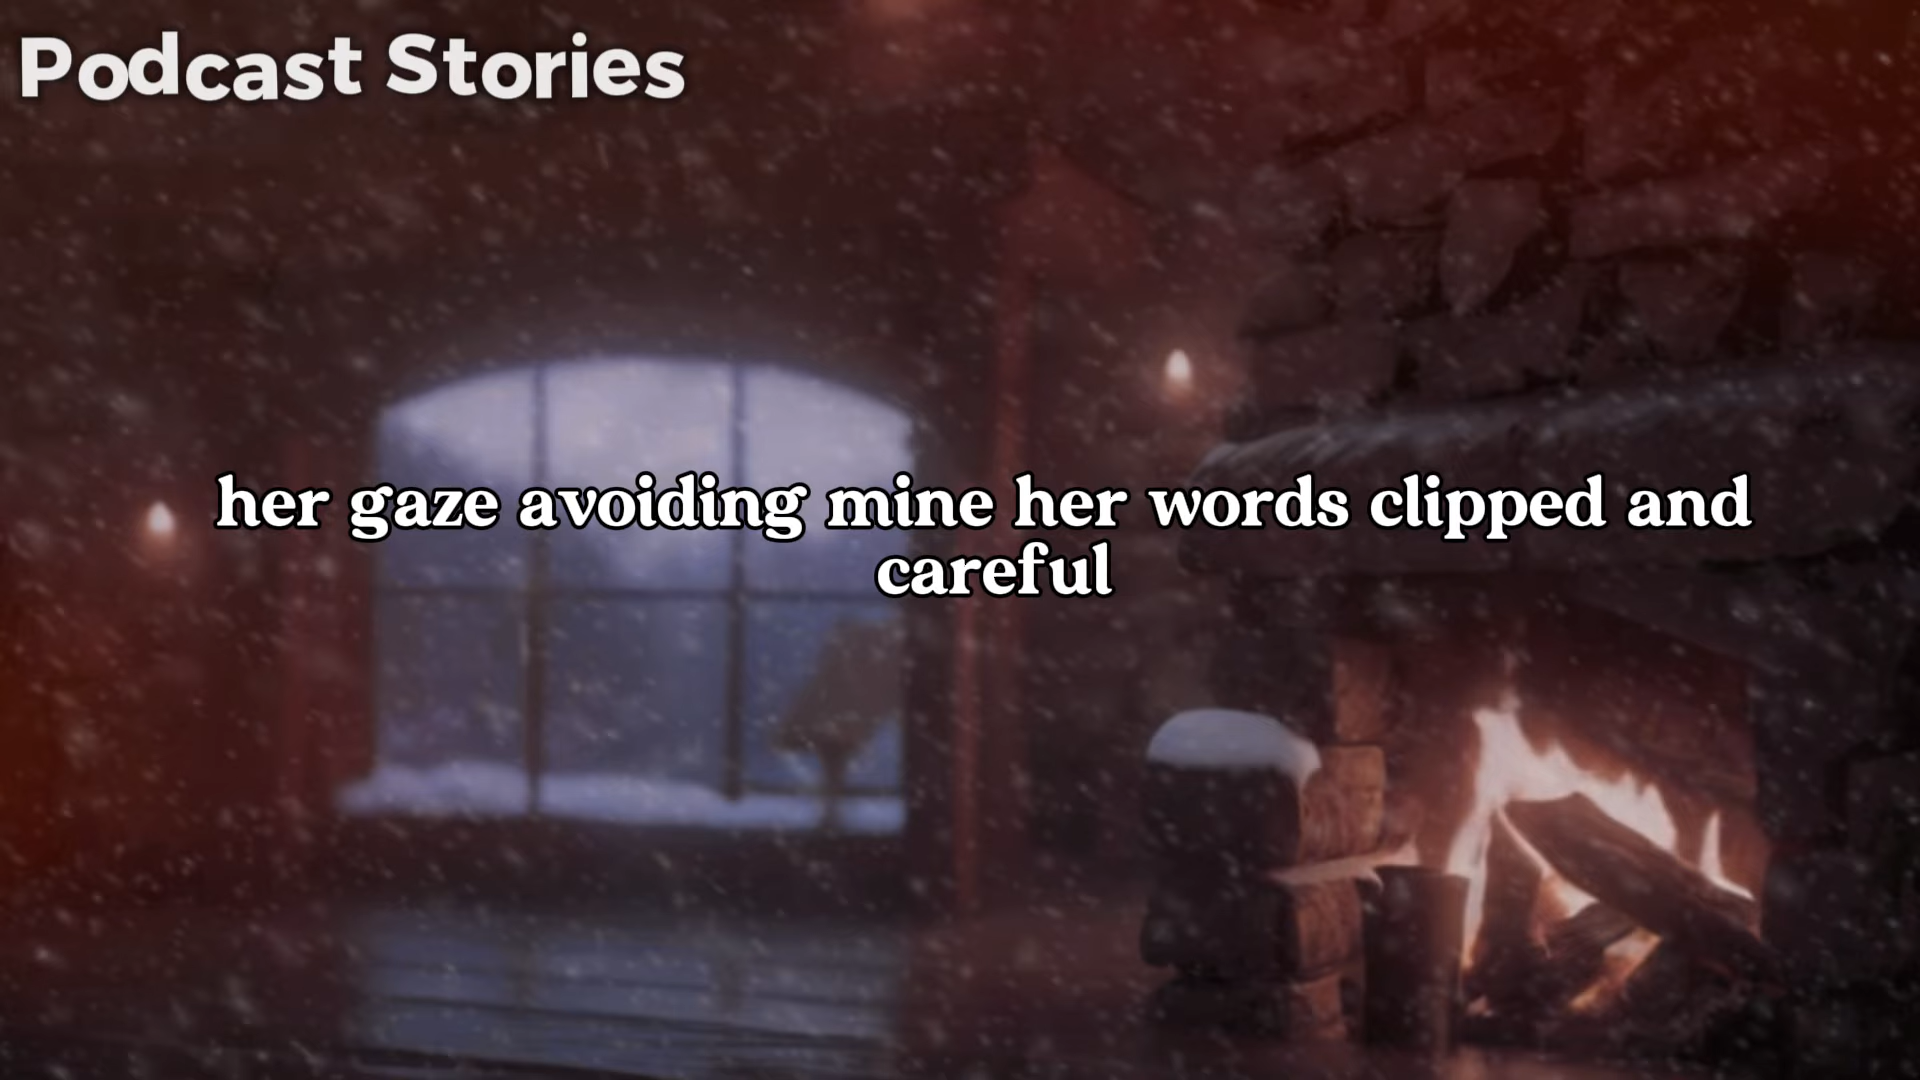 Podcast Stories
her gaze avoiding mine her words clipped and
careful